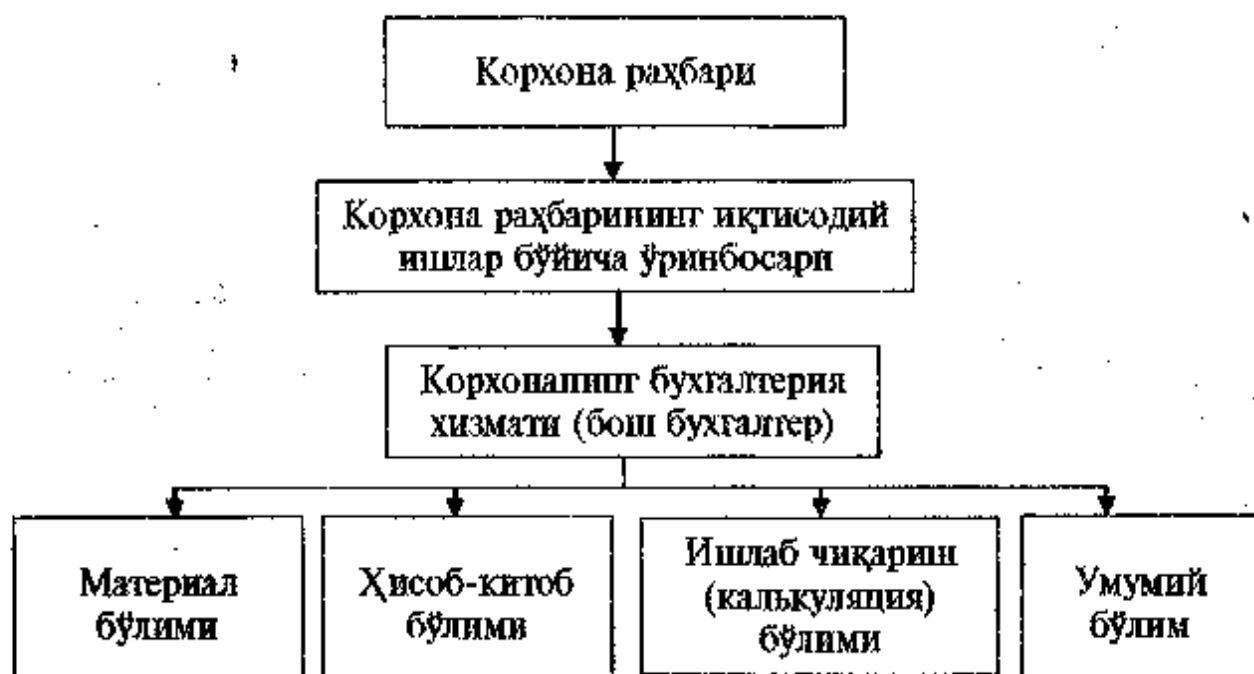 Корхона раҳбари
Корхона раҳбарининг иқтисодий
ишлар бўйича ўринбосари
Корхонанинг бухгалтерия
хизмати (бош бухгалтер)
Материал
бўлими
Ҳисоб-китоб
бўлими
Ишлаб чиқариш
(калькуляция)
бўлими
Умумий
бўлим